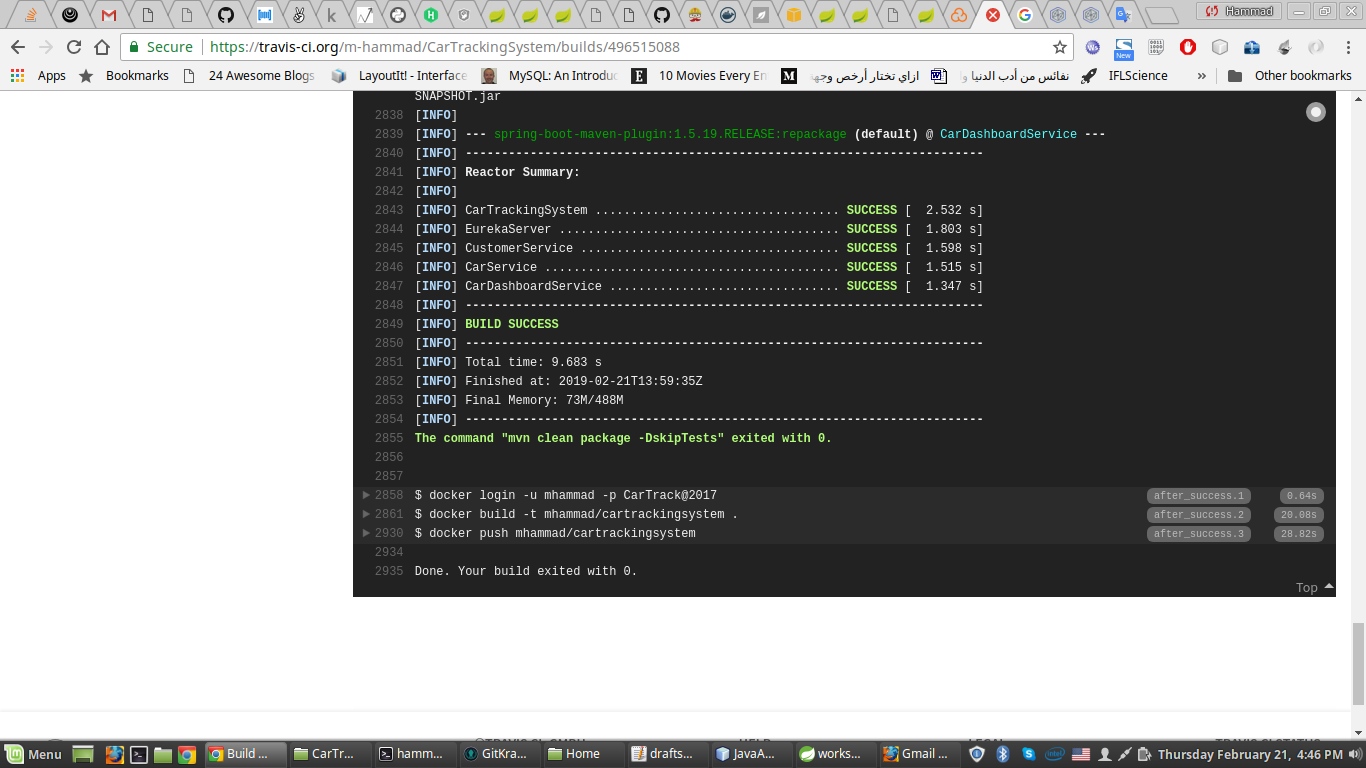 Hammad
Secure https://travis-ci.org/m-hammad/CarTrackingSystem/builds/496515088
New
Apps Bookmarks 24 Awesome Blogs LayoutIt! - Interface MySQL: An Introduc 10 Movies Every En ازاي تختار أرخص وجه نفائس من أدب الدنيا و IFLScience » Other bookmarks
SNAPSHOT.jar
2838 [INFO]
2839 [INFO] --- spring-boot-maven-plugin:1.5.19.RELEASE:repackage (default) @ CarDashboardService ---
2840 [INFO] ------------------------------------------------------------------------
2841 [INFO] Reactor Summary:
2842 [INFO]
2843 [INFO] CarTrackingSystem .................................. SUCCESS [  2.532 s]
2844 [INFO] EurekaServer ....................................... SUCCESS [  1.803 s]
2845 [INFO] CustomerService .................................... SUCCESS [  1.598 s]
2846 [INFO] CarService ......................................... SUCCESS [  1.515 s]
2847 [INFO] CarDashboardService ................................ SUCCESS [  1.347 s]
2848 [INFO] ------------------------------------------------------------------------
2849 [INFO] BUILD SUCCESS
2850 [INFO] ------------------------------------------------------------------------
2851 [INFO] Total time: 9.683 s
2852 [INFO] Finished at: 2019-02-21T13:59:35Z
2853 [INFO] Final Memory: 73M/488M
2854 [INFO] ------------------------------------------------------------------------
2855 The command "mvn clean package -DskipTests" exited with 0.
2856
2857
2858 $ docker login -u mhammad -p CarTrack@2017 after_success.1 0.64s
2861 $ docker build -t mhammad/cartrackingsystem . after_success.2 20.08s
2930 $ docker push mhammad/cartrackingsystem after_success.3 28.82s
2934
2935 Done. Your build exited with 0.
Top
Menu Build ... CarTr... hamm... GitKra... Home drafts... JavaA... works... Gmail ... Thursday February 21, 4:46 PM